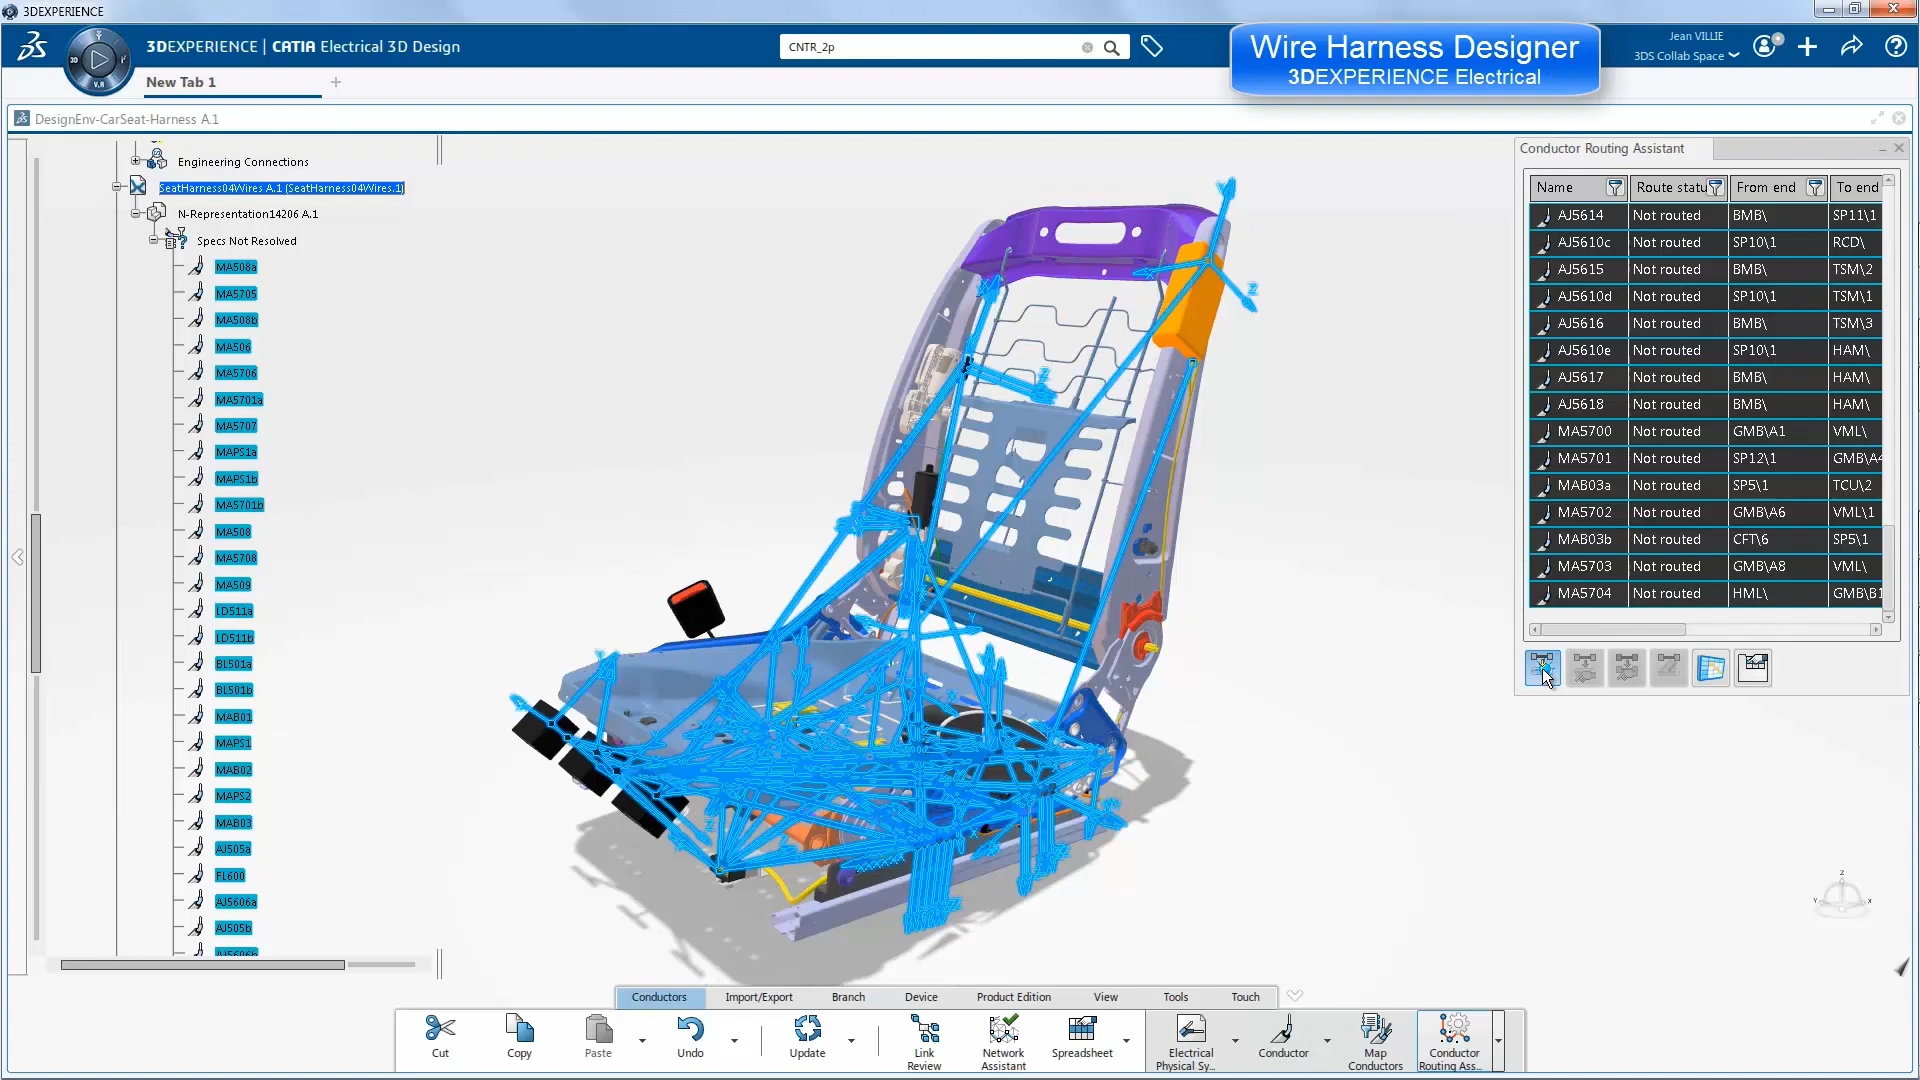 3DEXPERIENCE
3DEXPERIENCE | CATIA Electrical 3D Design
CNTR_2p
Wire Harness Designer
3DEXPERIENCE Electrical
Jean VILLIE
3DS Collab Space
3D
V.R
New Tab 1
DesignEnv-CarSeat-Harness A.1
Engineering Connections
SeatHarness04Wires A.1 (SeatHarness04Wires.1)
N-Representation14206 A.1
Specs Not Resolved
MA508a
MA5705
MA508b
MA506
MA5706
MA5701a
MA5707
MAPS1a
MAPS1b
MA5701b
MA508
MA5708
MA509
LD511a
LD511b
BL501a
BL501b
MAB01
MAPS1
MAB02
MAPS2
MAB03
AJ505a
FL600
AJ5606a
AJ505b
AJ5606b
Conductor Routing Assistant
Name Route statu From end To end
AJ5614 Not routed BMB\ SP11\1
AJ5610c Not routed SP10\1 RCD\
AJ5615 Not routed BMB\ TSM\2
AJ5610d Not routed SP10\1 TSM\1
AJ5616 Not routed BMB\ TSM\3
AJ5610e Not routed SP10\1 HAM\
AJ5617 Not routed BMB\ HAM\
AJ5618 Not routed BMB\ HAM\
MA5700 Not routed GMB\A1 VML\
MA5701 Not routed SP12\1 GMB\A4
MAB03a Not routed SP5\1 TCU\2
MA5702 Not routed GMB\A6 VML\1
MAB03b Not routed CFT\6 SP5\1
MA5703 Not routed GMB\A8 VML\
MA5704 Not routed HML\ GMB\B1
Z
Z
Y
Z
Y X
Conductors Import/Export Branch Device Product Edition View Tools Touch
Cut Copy Paste Undo Update Link Review Network Assistant Spreadsheet Electrical Physical Sy... Conductor Map Conductors Conductor Routing Ass...